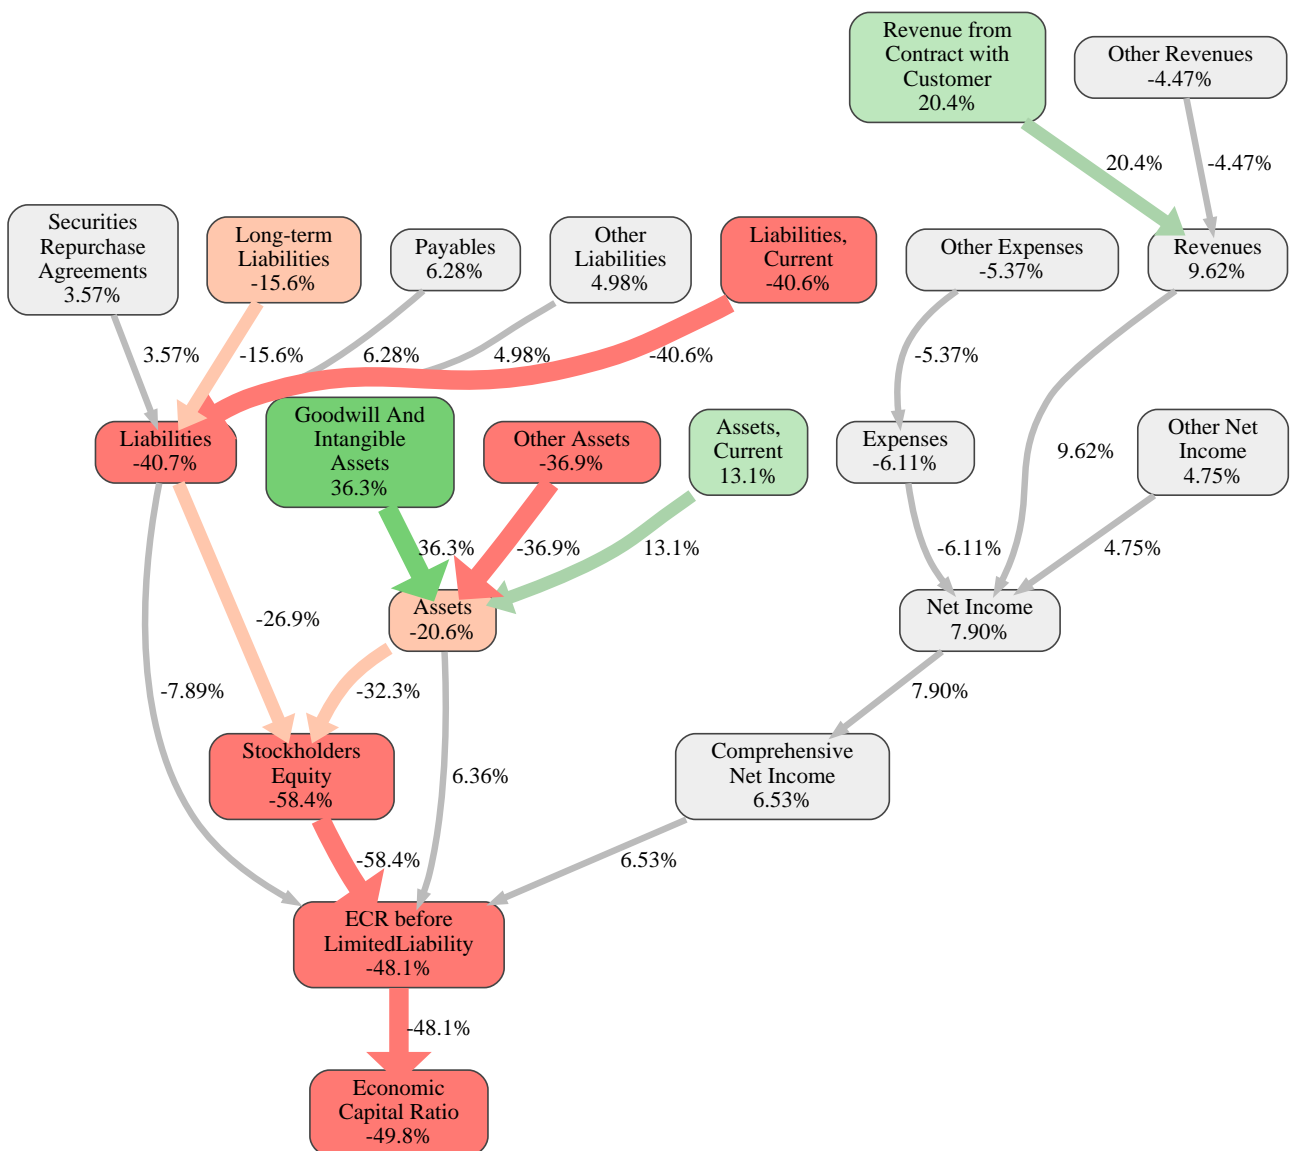 Revenue from
Contract with
Customer
20.4%
Other Revenues
-4.47%
20.4%
-4.47%
Securities
Repurchase
Agreements
3.57%
Long-term
Liabilities
-15.6%
Payables
6.28%
Other
Liabilities
4.98%
Liabilities,
Current
-40.6%
Other Expenses
-5.37%
Revenues
9.62%
3.57%
-15.6%
6.28%
4.98%
-40.6%
-5.37%
Liabilities
-40.7%
Goodwill And
Intangible
Assets
36.3%
Other Assets
-36.9%
Assets,
Current
13.1%
Expenses
-6.11%
9.62%
Other Net
Income
4.75%
36.3%
-36.9%
13.1%
-6.11%
4.75%
Assets
-20.6%
Net Income
7.90%
-26.9%
-7.89%
-32.3%
7.90%
Stockholders
Equity
-58.4%
6.36%
Comprehensive
Net Income
6.53%
-58.4%
6.53%
ECR before
LimitedLiability
-48.1%
-48.1%
Economic
Capital Ratio
-49.8%